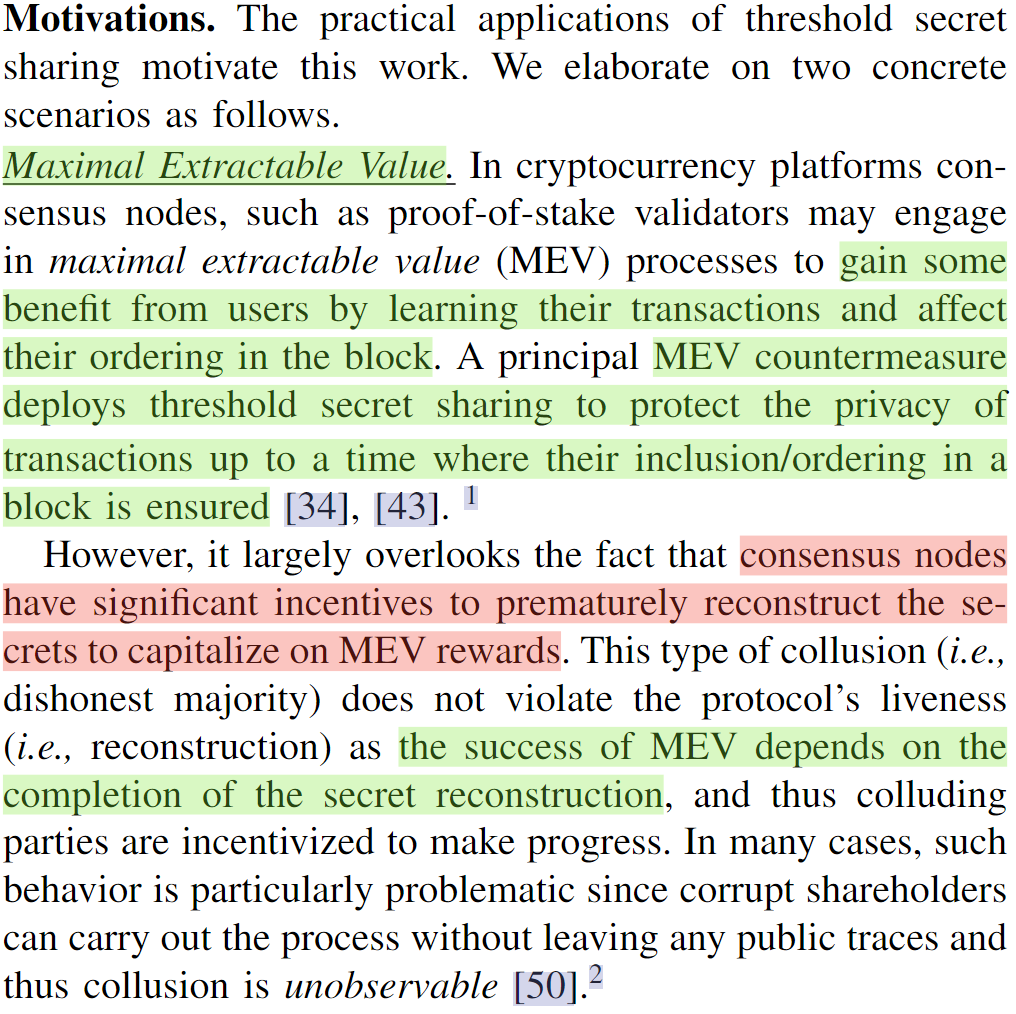 Motivations. The practical applications of threshold secret
sharing motivate this work. We elaborate on two concrete
scenarios as follows.
Maximal Extractable Value. In cryptocurrency platforms con-
sensus nodes, such as proof-of-stake validators may engage
in maximal extractable value (MEV) processes to gain some
benefit from users by learning their transactions and affect
their ordering in the block. A principal MEV countermeasure
deploys threshold secret sharing to protect the privacy of
transactions up to a time where their inclusion/ordering in a
block is ensured [34], [43]. 1
However, it largely overlooks the fact that consensus nodes
have significant incentives to prematurely reconstruct the se-
crets to capitalize on MEV rewards. This type of collusion (i.e.,
dishonest majority) does not violate the protocol's liveness
(i.e., reconstruction) as the success of MEV depends on the
completion of the secret reconstruction, and thus colluding
parties are incentivized to make progress. In many cases, such
behavior is particularly problematic since corrupt shareholders
can carry out the process without leaving any public traces and
thus collusion is unobservable [50].2